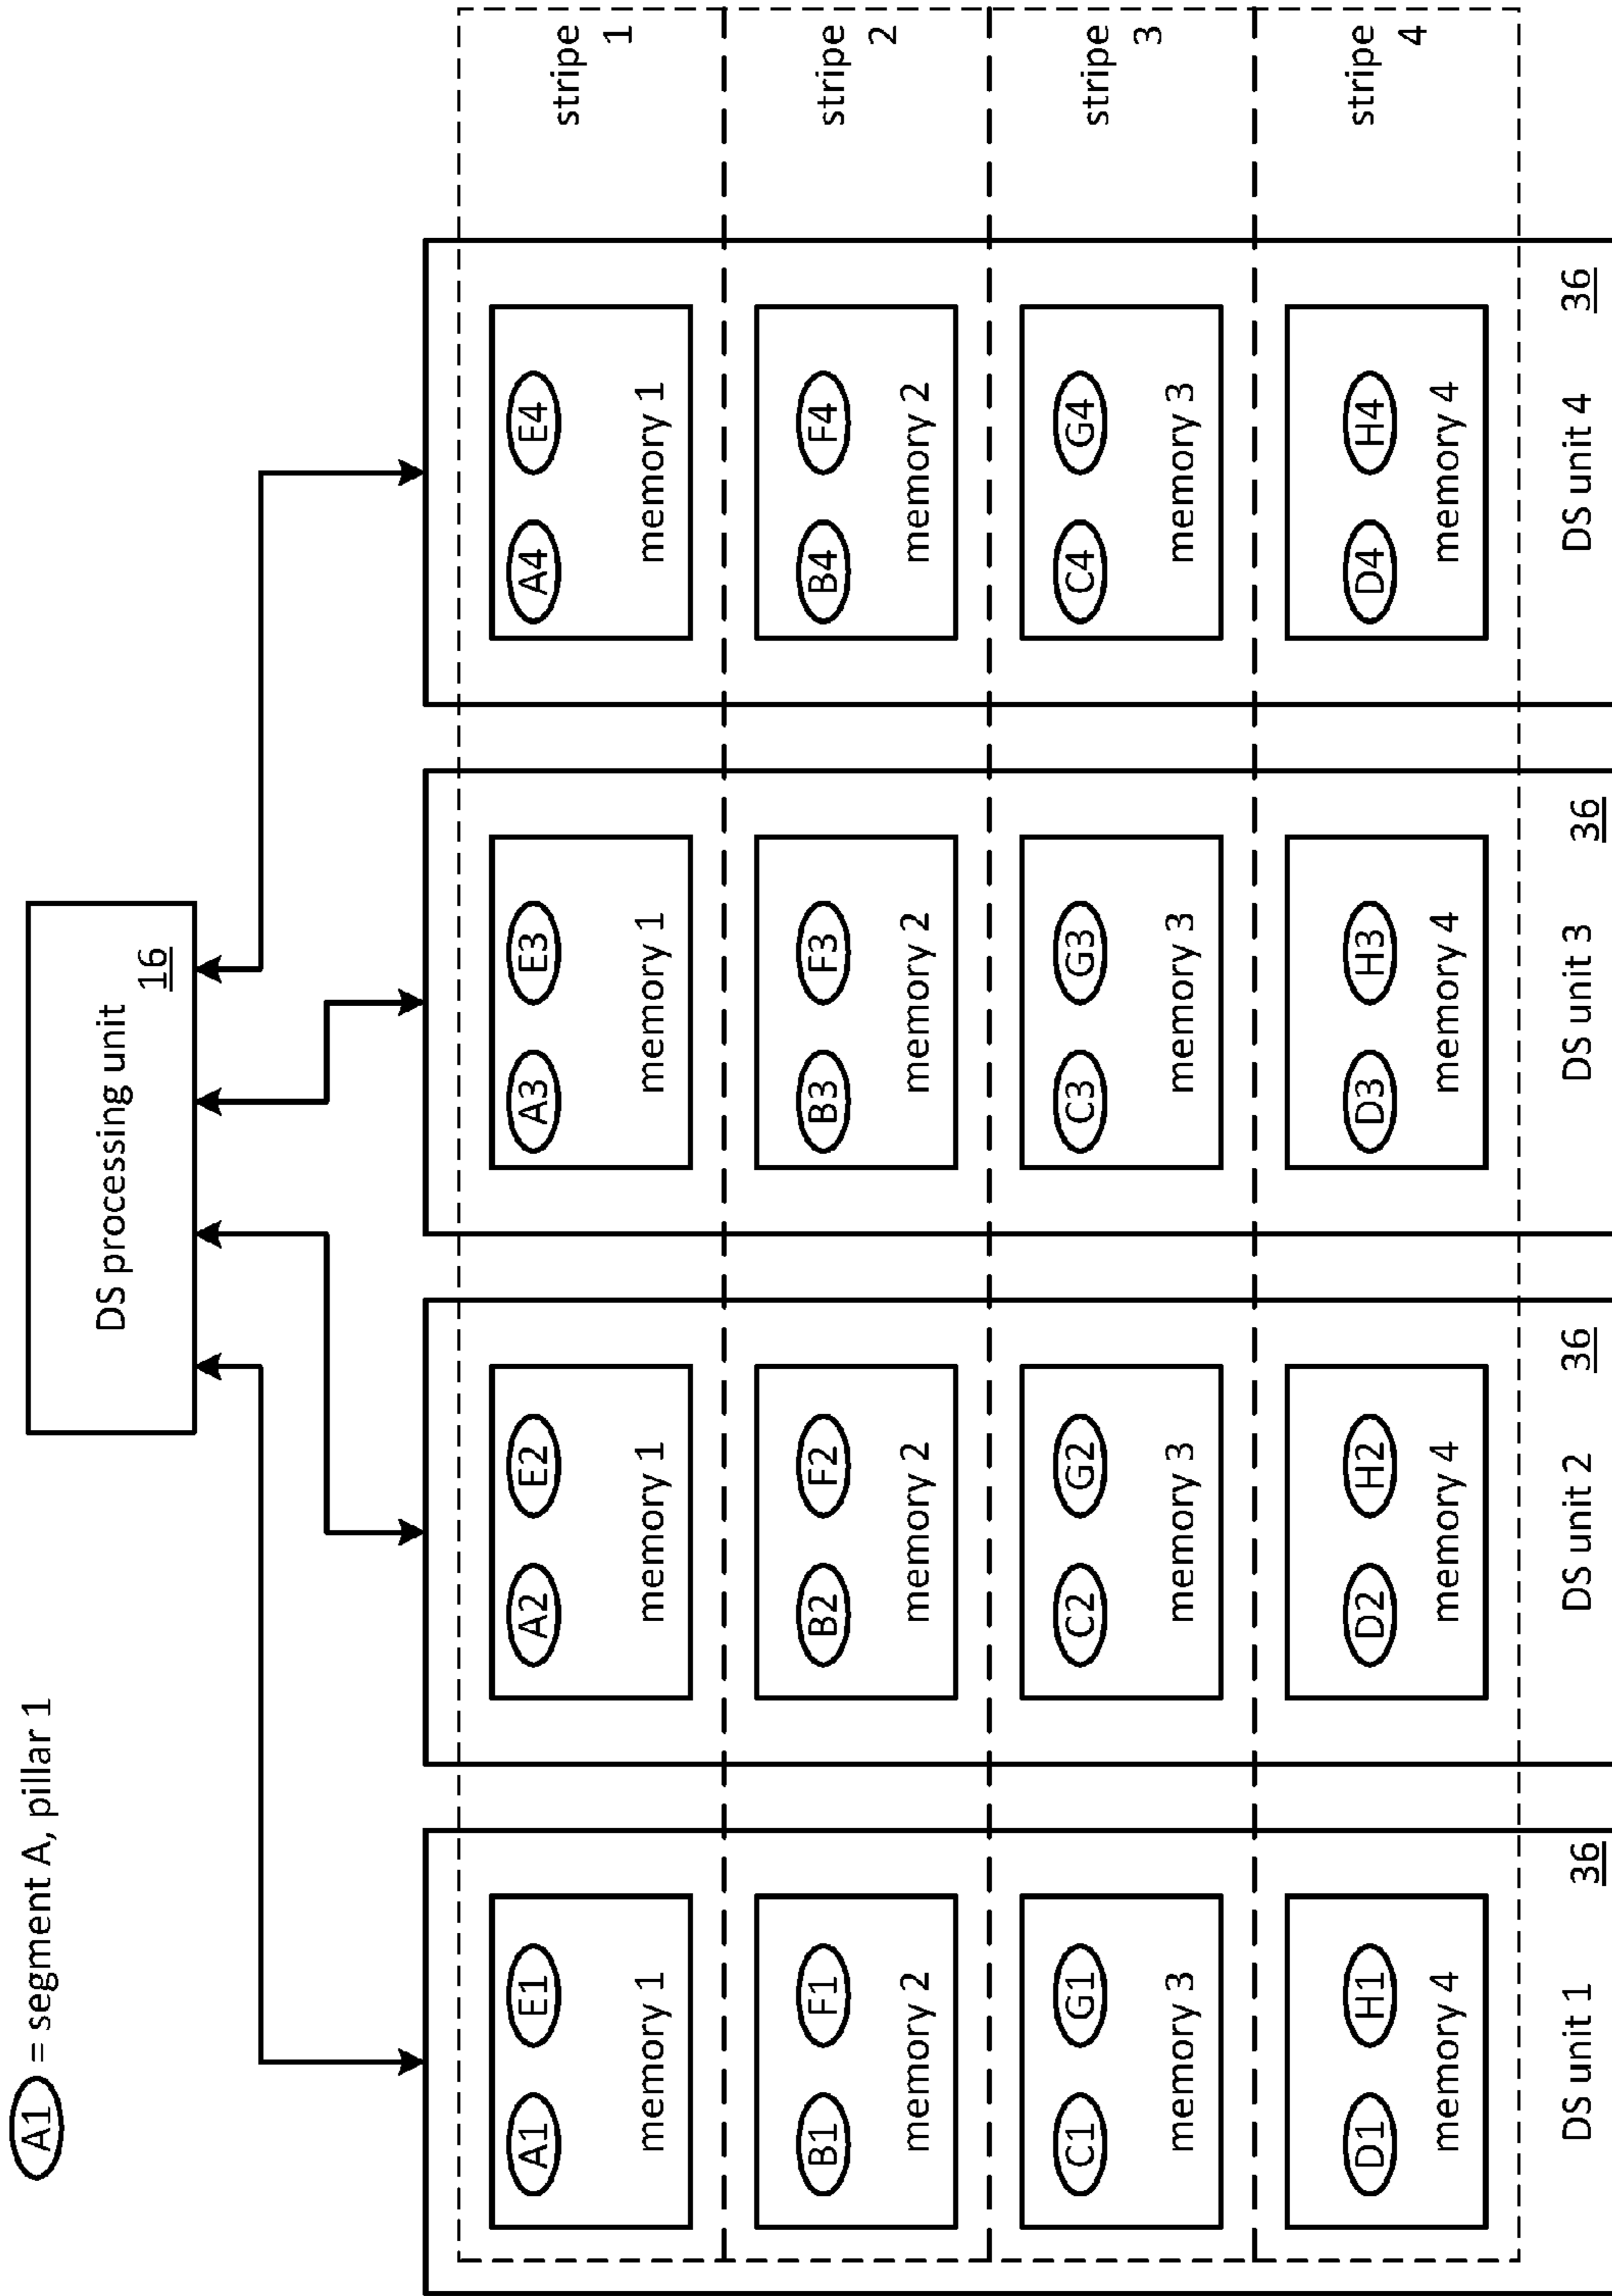 A1 = segment A, pillar 1
DS processing unit
16
A1 E1 A2 E2 A3 E3 A4 E4
stripe 1
memory 1 memory 1 memory 1 memory 1
B1 F1 B2 F2 B3 F3 B4 F4
stripe 2
memory 2 memory 2 memory 2 memory 2
C1 G1 C2 G2 C3 G3 C4 G4
stripe 3
memory 3 memory 3 memory 3 memory 3
D1 H1 D2 H2 D3 H3 D4 H4
stripe 4
memory 4 memory 4 memory 4 memory 4
DS unit 1 36 DS unit 2 36 DS unit 3 36 DS unit 4 36